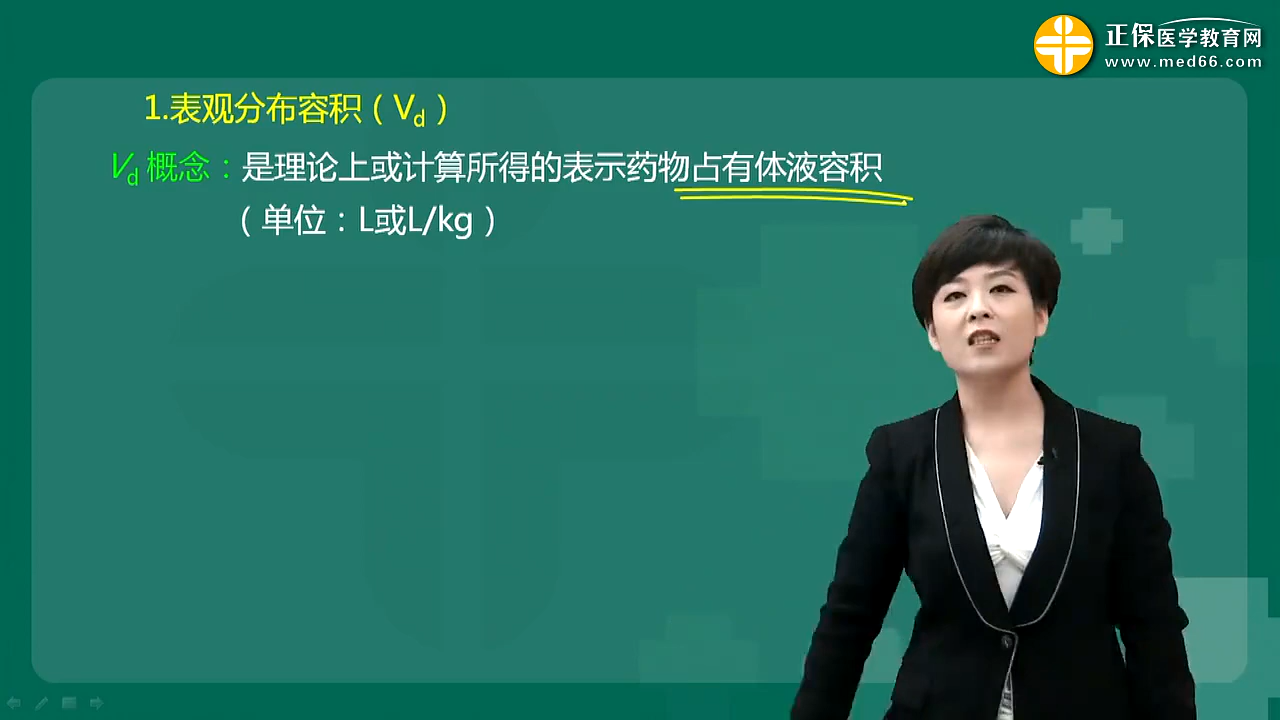 正保医学教育网
www.med66.com
1.表观分布容积（Vd）
Vd 概念：是理论上或计算所得的表示药物占有体液容积
（单位：L或L/kg）